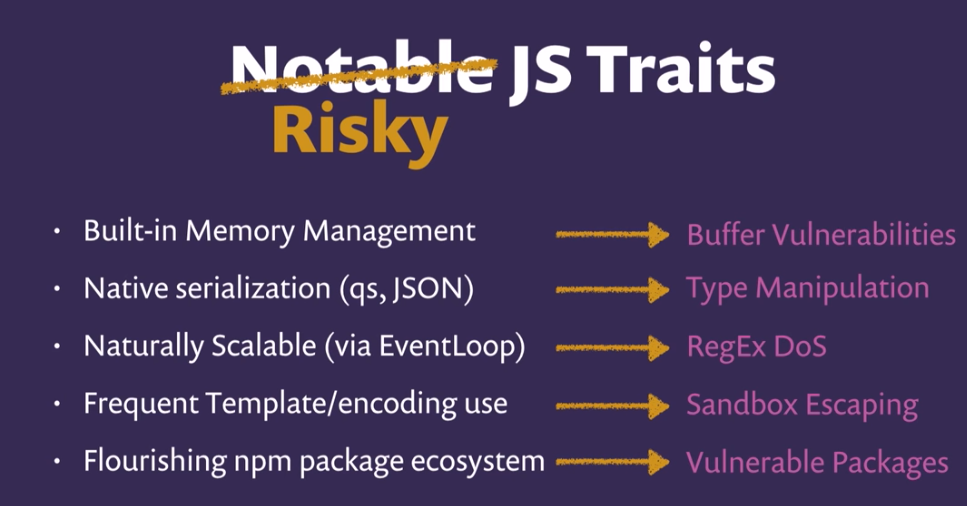 Notable JS Traits
Risky
• Built-in Memory Management → Buffer Vulnerabilities
• Native serialization (qs, JSON) → Type Manipulation
• Naturally Scalable (via EventLoop) → RegEx DoS
• Frequent Template/encoding use → Sandbox Escaping
• Flourishing npm package ecosystem → Vulnerable Packages